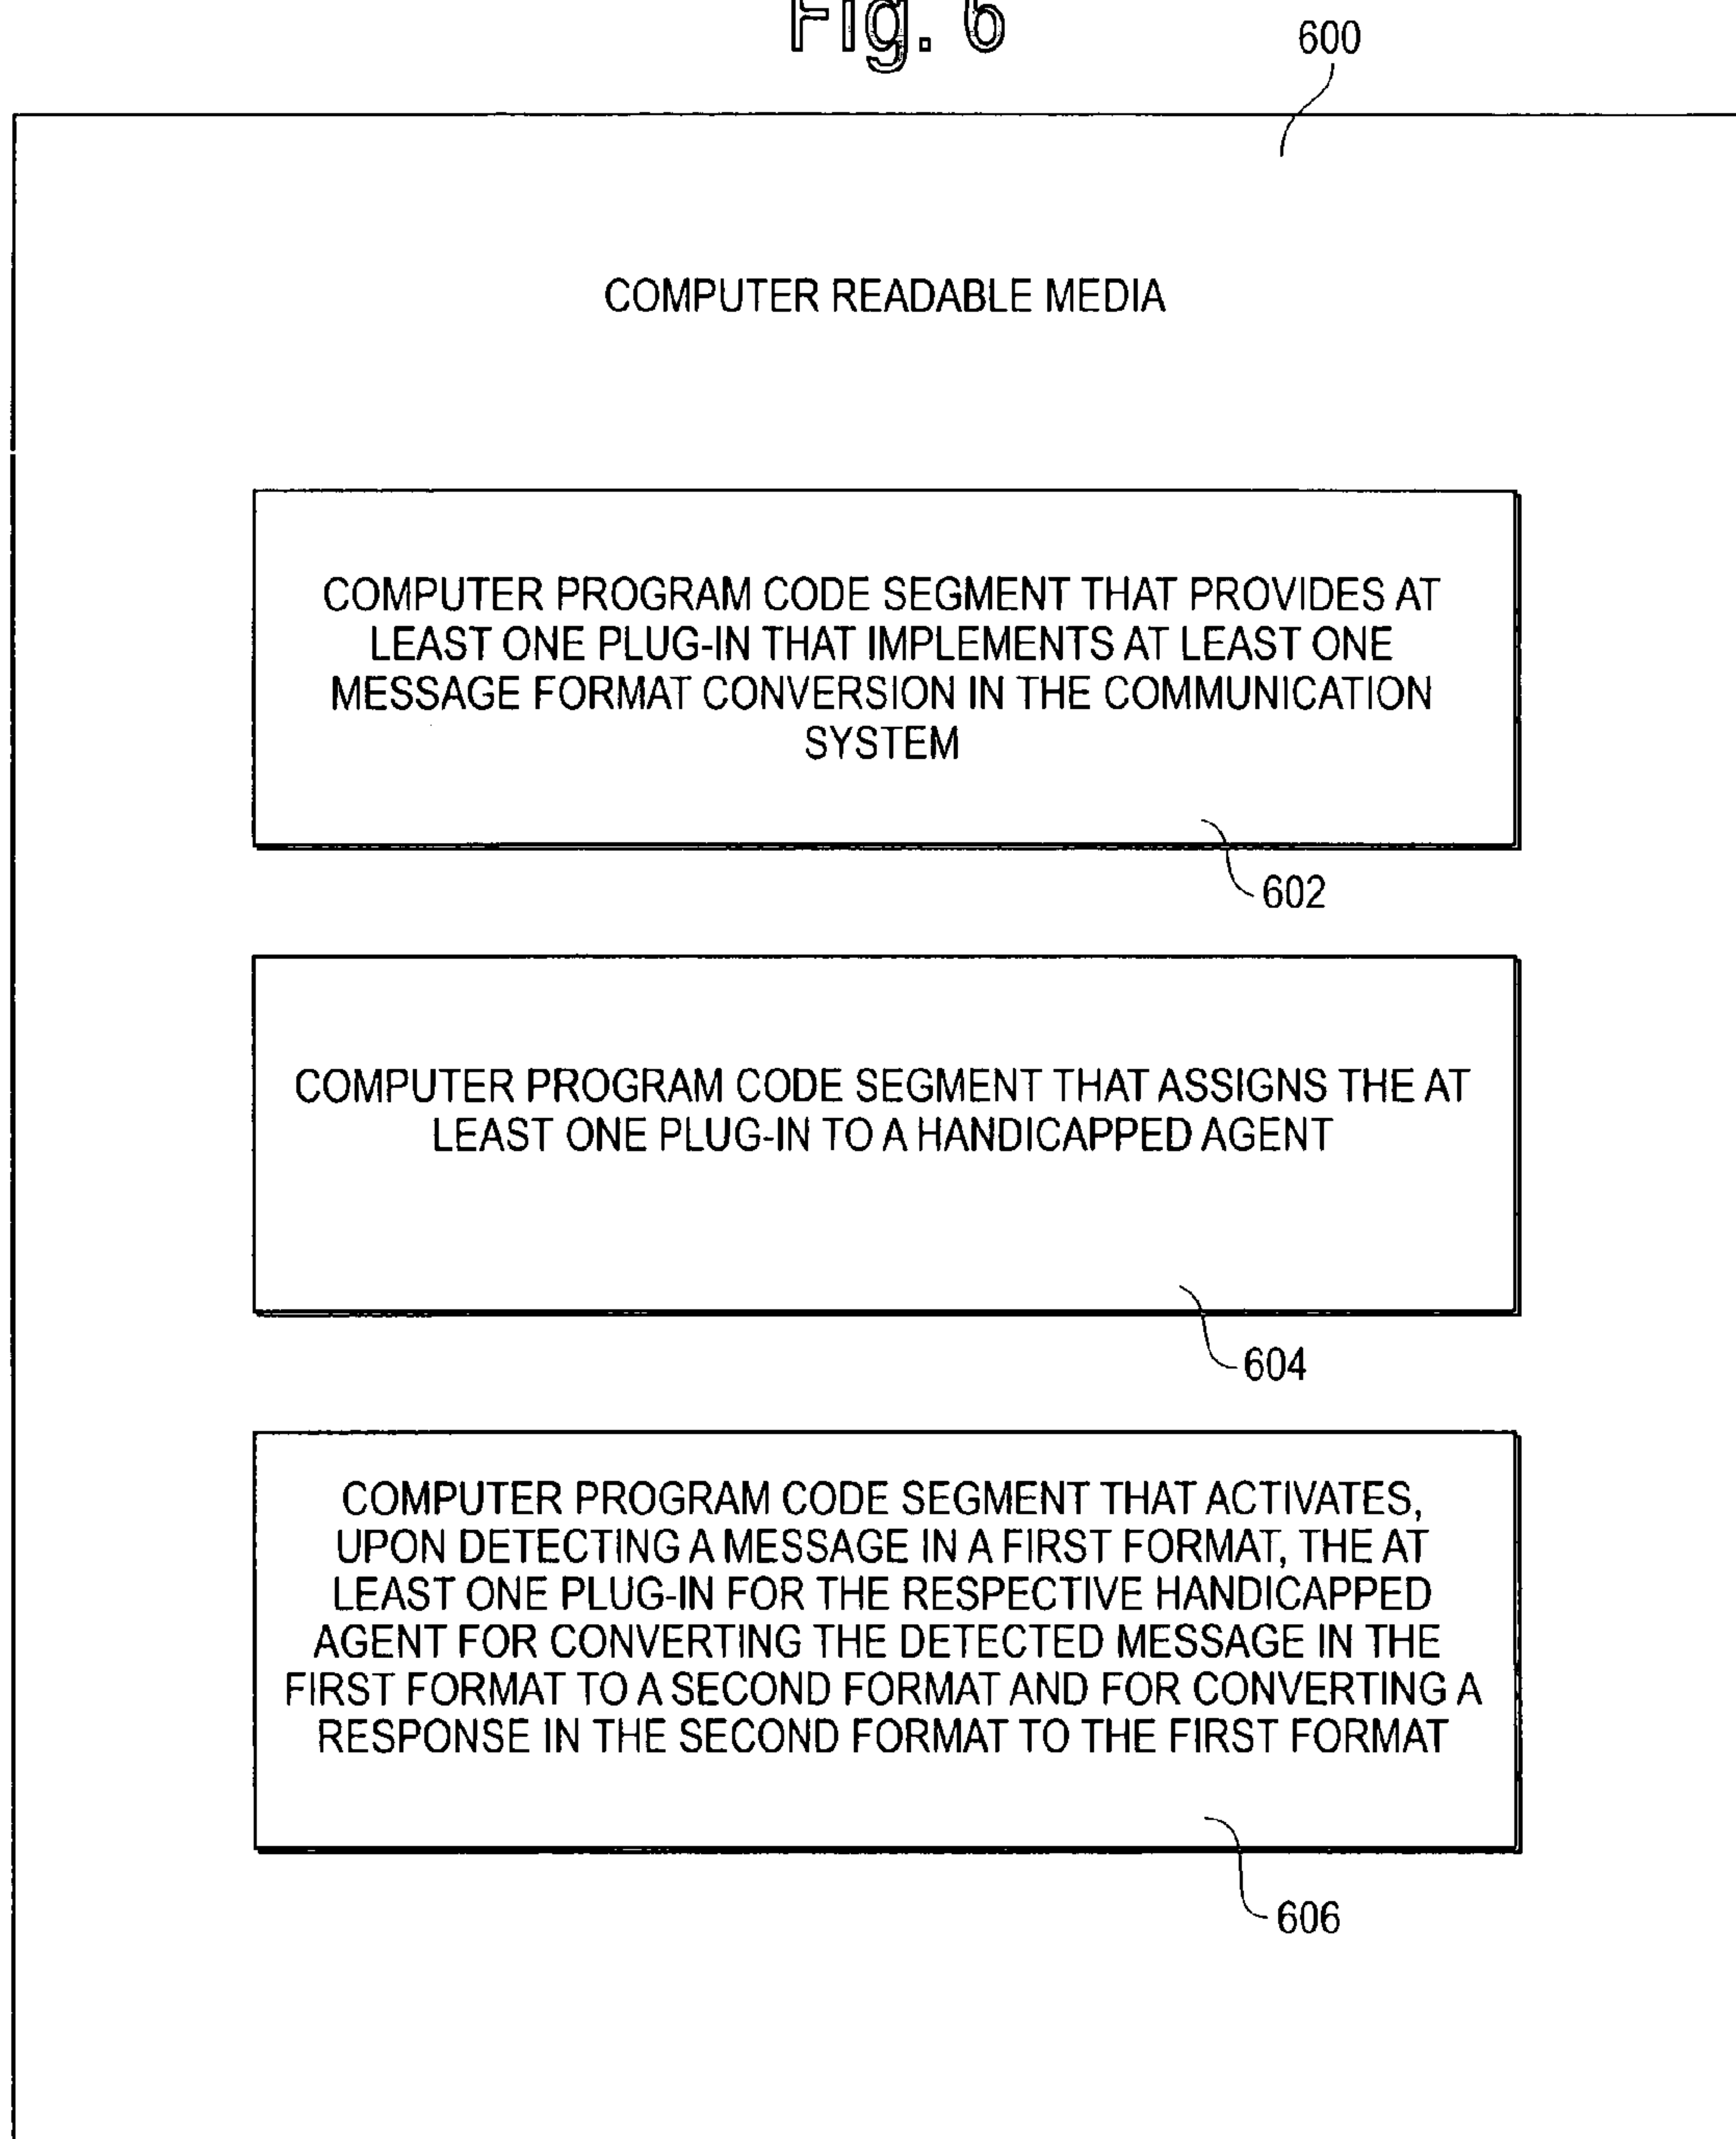 Fig. 6
600
COMPUTER READABLE MEDIA
COMPUTER PROGRAM CODE SEGMENT THAT PROVIDES AT
LEAST ONE PLUG-IN THAT IMPLEMENTS AT LEAST ONE
MESSAGE FORMAT CONVERSION IN THE COMMUNICATION
SYSTEM
602
COMPUTER PROGRAM CODE SEGMENT THAT ASSIGNS THE AT
LEAST ONE PLUG-IN TO A HANDICAPPED AGENT
604
COMPUTER PROGRAM CODE SEGMENT THAT ACTIVATES,
UPON DETECTING A MESSAGE IN A FIRST FORMAT, THE AT
LEAST ONE PLUG-IN FOR THE RESPECTIVE HANDICAPPED
AGENT FOR CONVERTING THE DETECTED MESSAGE IN THE
FIRST FORMAT TO A SECOND FORMAT AND FOR CONVERTING A
RESPONSE IN THE SECOND FORMAT TO THE FIRST FORMAT
606